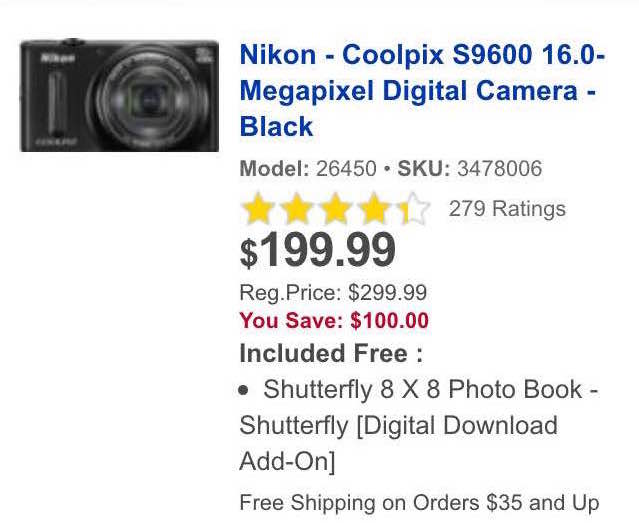 Nikon
COOLPIX
Nikon - Coolpix S9600 16.0-
Megapixel Digital Camera -
Black
Model: 26450 • SKU: 3478006
279 Ratings
$199.99
Reg.Price: $299.99
You Save: $100.00
Included Free :
• Shutterfly 8 X 8 Photo Book -
Shutterfly [Digital Download
Add-On]
Free Shipping on Orders $35 and Up